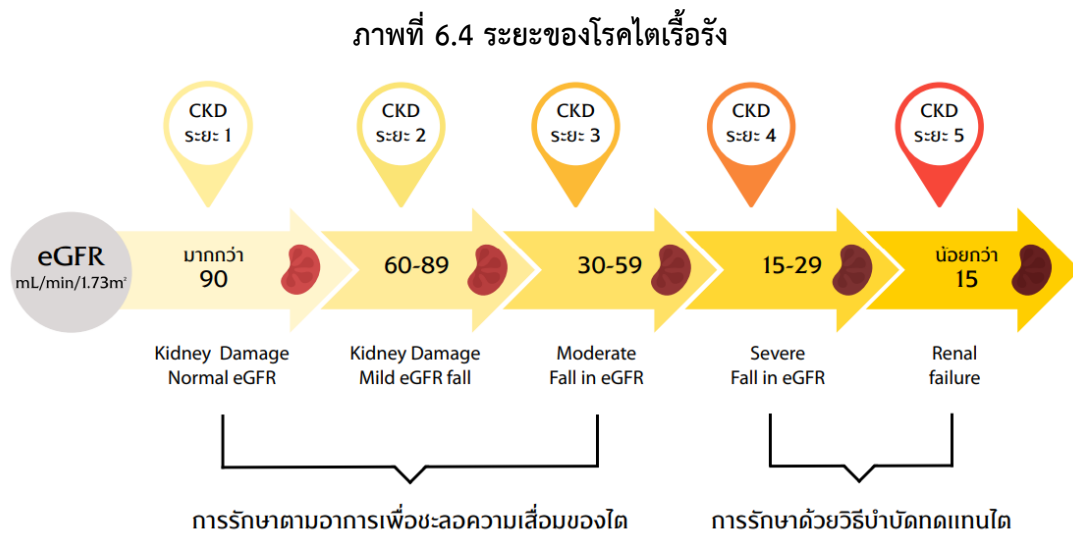 ภาพที่ 6.4 ระยะของโรคไตเรื้อรัง
CKD
ระยะ 1
CKD
ระยะ 2
CKD
ระยะ 3
CKD
ระยะ 4
CKD
ระยะ 5
eGFR
mL/min/1.73m²
มากกว่า
90
60-89
30-59
15-29
น้อยกว่า
15
Kidney Damage
Normal eGFR
Kidney Damage
Mild eGFR fall
Moderate
Fall in eGFR
Severe
Fall in eGFR
Renal
failure
การรักษาตามอาการเพื่อชะลอความเสื่อมของไต
การรักษาด้วยวิธีบำบัดทดแทนไต